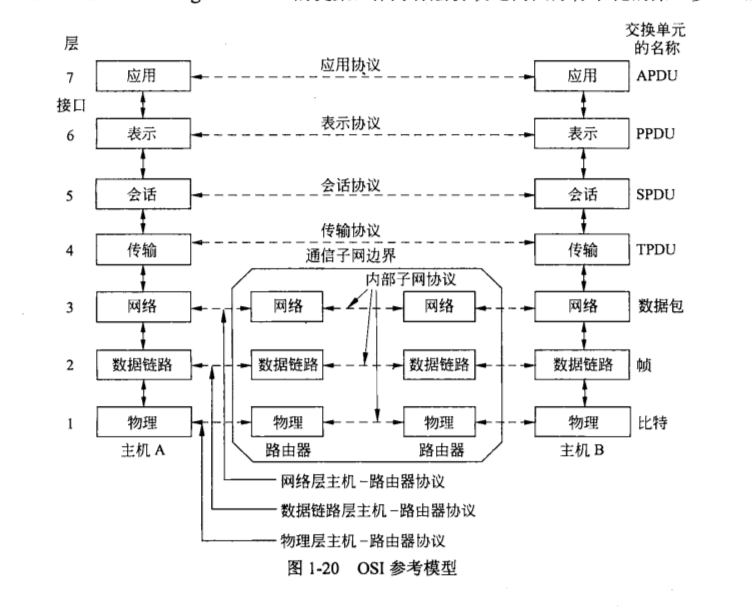 层
交换单元
的名称
7 应用 应用协议 应用 APDU
接口
6 表示 表示协议 表示 PPDU
5 会话 会话协议 会话 SPDU
4 传输 传输协议 传输 TPDU
通信子网边界
内部子网协议
3 网络 网络 网络 网络 数据包
2 数据链路 数据链路 数据链路 数据链路 帧
1 物理 物理 物理 物理 比特
主机 A 路由器 路由器 主机 B
网络层主机-路由器协议
数据链路层主机-路由器协议
物理层主机-路由器协议
图 1-20 OSI 参考模型